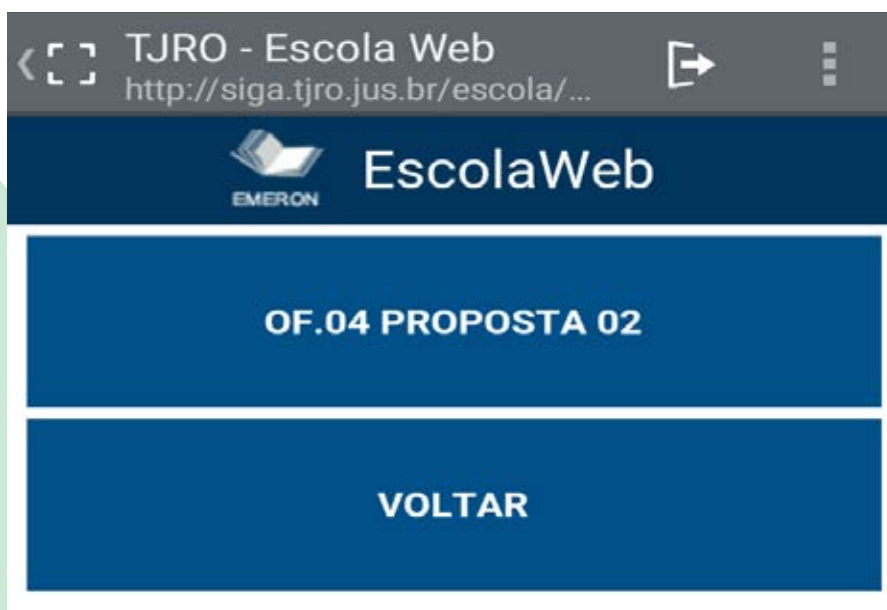 TJRO - Escola Web
http://siga.tjro.jus.br/escola/...
EMERON
EscolaWeb
OF.04 PROPOSTA 02
VOLTAR